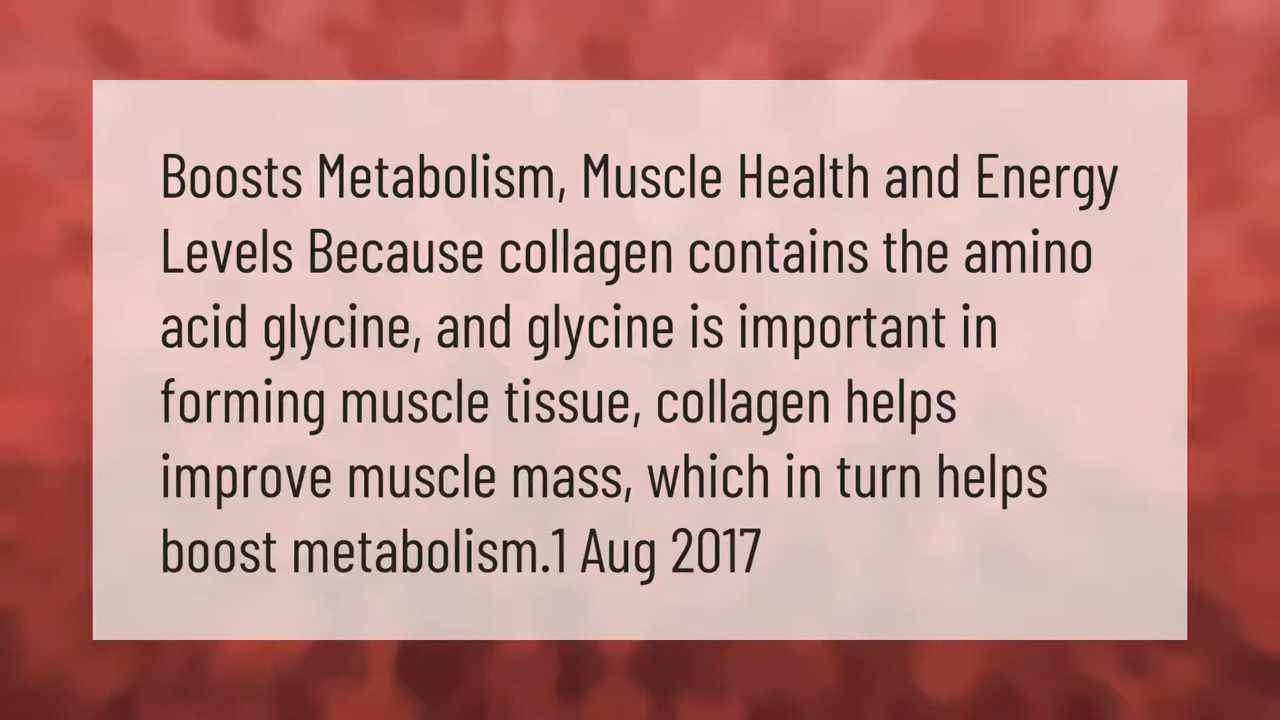 Boosts Metabolism, Muscle Health and Energy
Levels Because collagen contains the amino
acid glycine, and glycine is important in
forming muscle tissue, collagen helps
improve muscle mass, which in turn helps
boost metabolism.1 Aug 2017